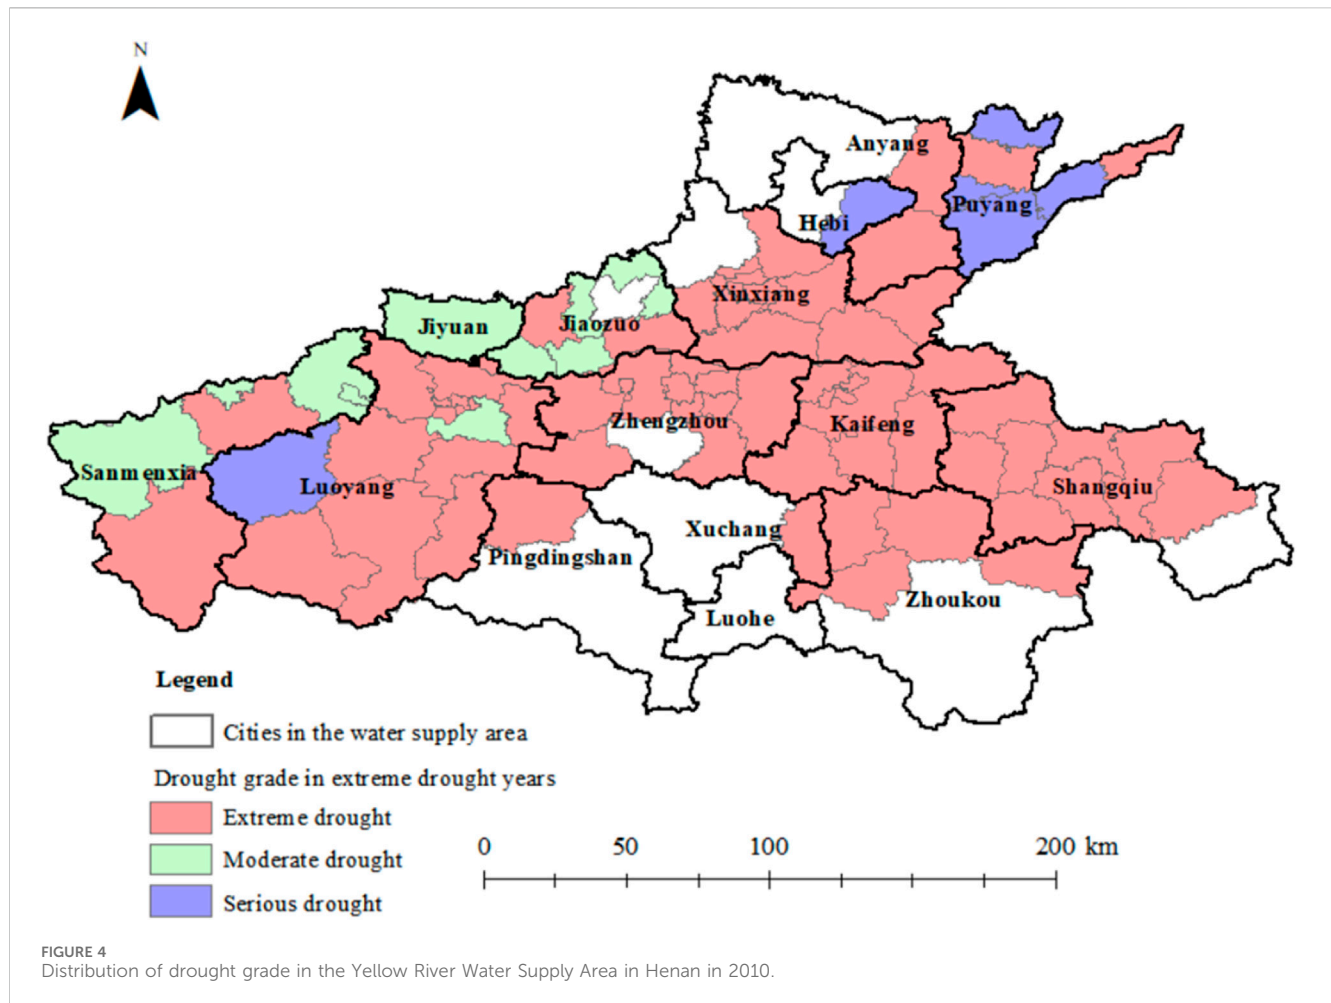 N
Anyang
Puyang
Hebi
Xinxiang
Jiyuan
Jiaozuo
Zhengzhou
Kaifeng
Sanmenxia
Luoyang
Shangqiu
Xuchang
Pingdingshan
Zhoukou
Luohe
Legend
Cities in the water supply area
Drought grade in extreme drought years
Extreme drought
Moderate drought
Serious drought
0 50 100 200 km
FIGURE 4
Distribution of drought grade in the Yellow River Water Supply Area in Henan in 2010.